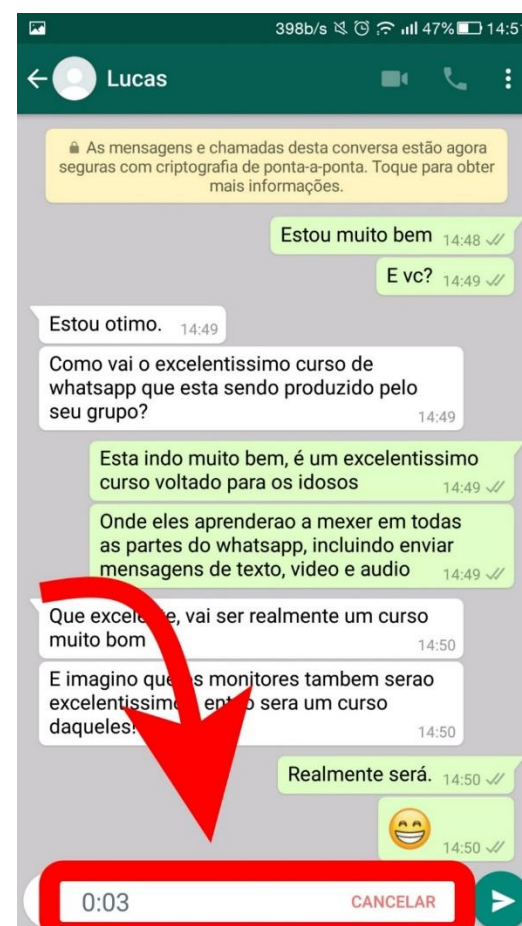 398b/s 47% 14:51
Lucas
As mensagens e chamadas desta conversa estão agora
seguras com criptografia de ponta-a-ponta. Toque para obter
mais informações.
Estou muito bem 14:48
E vc? 14:49
Estou otimo. 14:49
Como vai o excelentissimo curso de
whatsapp que esta sendo produzido pelo
seu grupo? 14:49
Esta indo muito bem, é um excelentissimo
curso voltado para os idosos 14:49
Onde eles aprenderao a mexer em todas
as partes do whatsapp, incluindo enviar
mensagens de texto, video e audio 14:49
Que excelente, vai ser realmente um curso
muito bom 14:50
E imagino que os monitores tambem serao
sera um curso
daqueles! 14:50
Realmente será. 14:50
14:50
0:03 CANCELAR